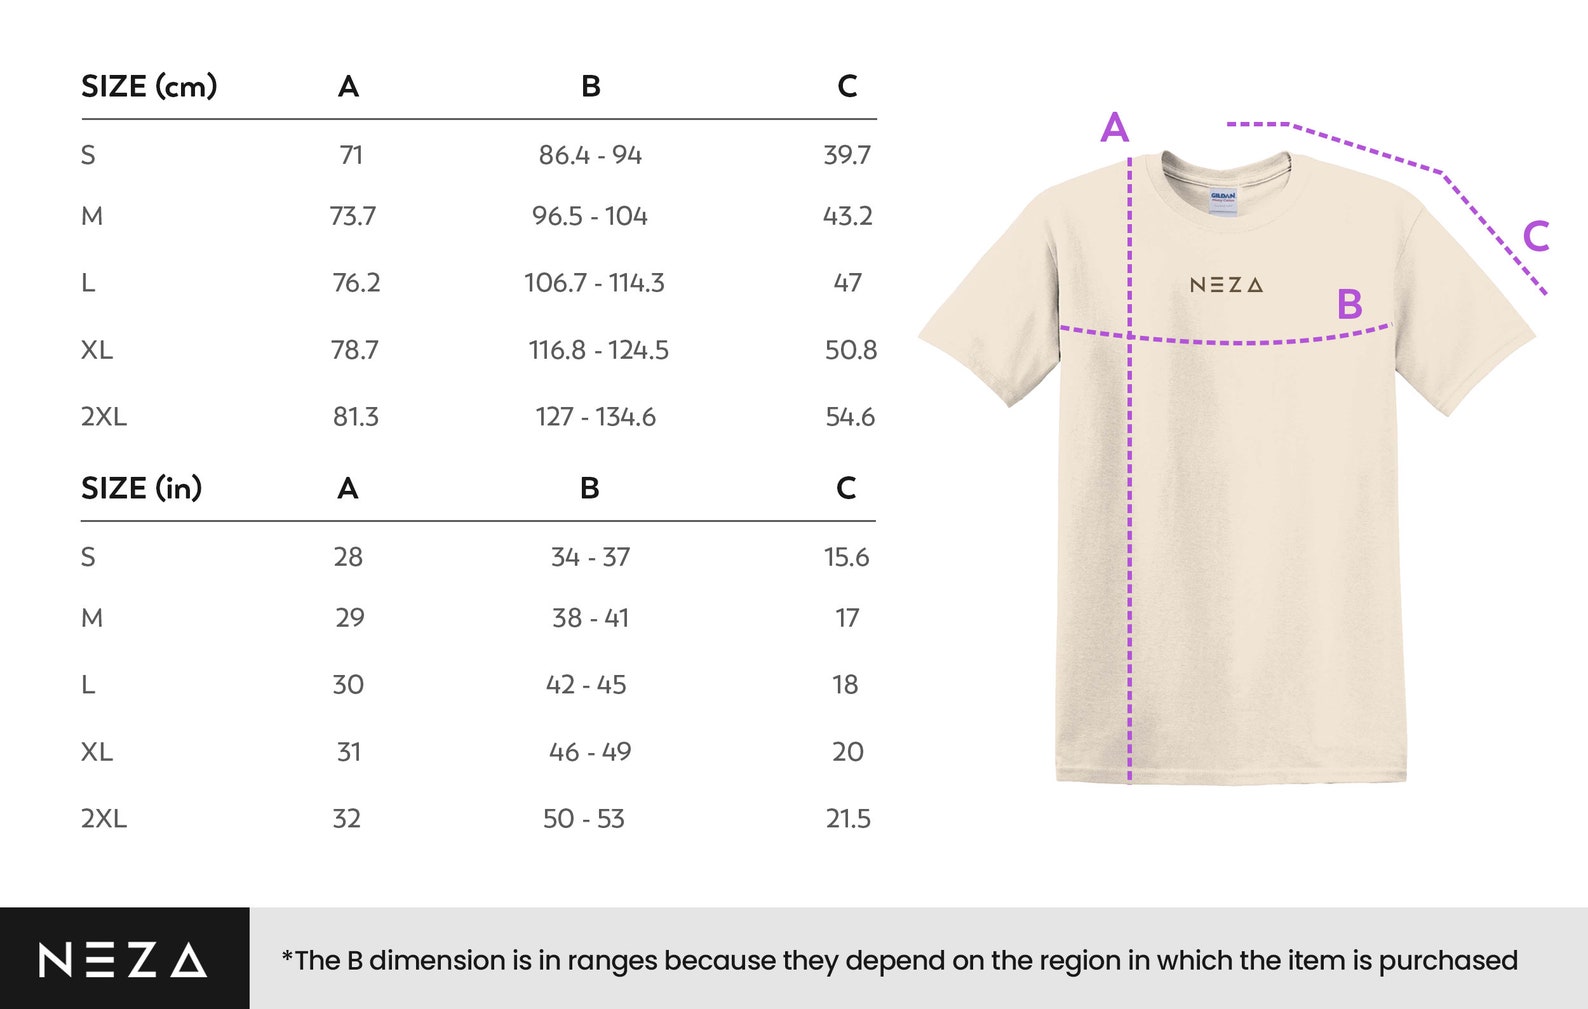 SIZE (cm) A B C
S 71 86.4 - 94 39.7
M 73.7 96.5 - 104 43.2
L 76.2 106.7 - 114.3 47
XL 78.7 116.8 - 124.5 50.8
2XL 81.3 127 - 134.6 54.6
SIZE (in) A B C
S 28 34 - 37 15.6
M 29 38 - 41 17
L 30 42 - 45 18
XL 31 46 - 49 20
2XL 32 50 - 53 21.5
A
GILDAN
C
NEZA
B
NEZA
*The B dimension is in ranges because they depend on the region in which the item is purchased